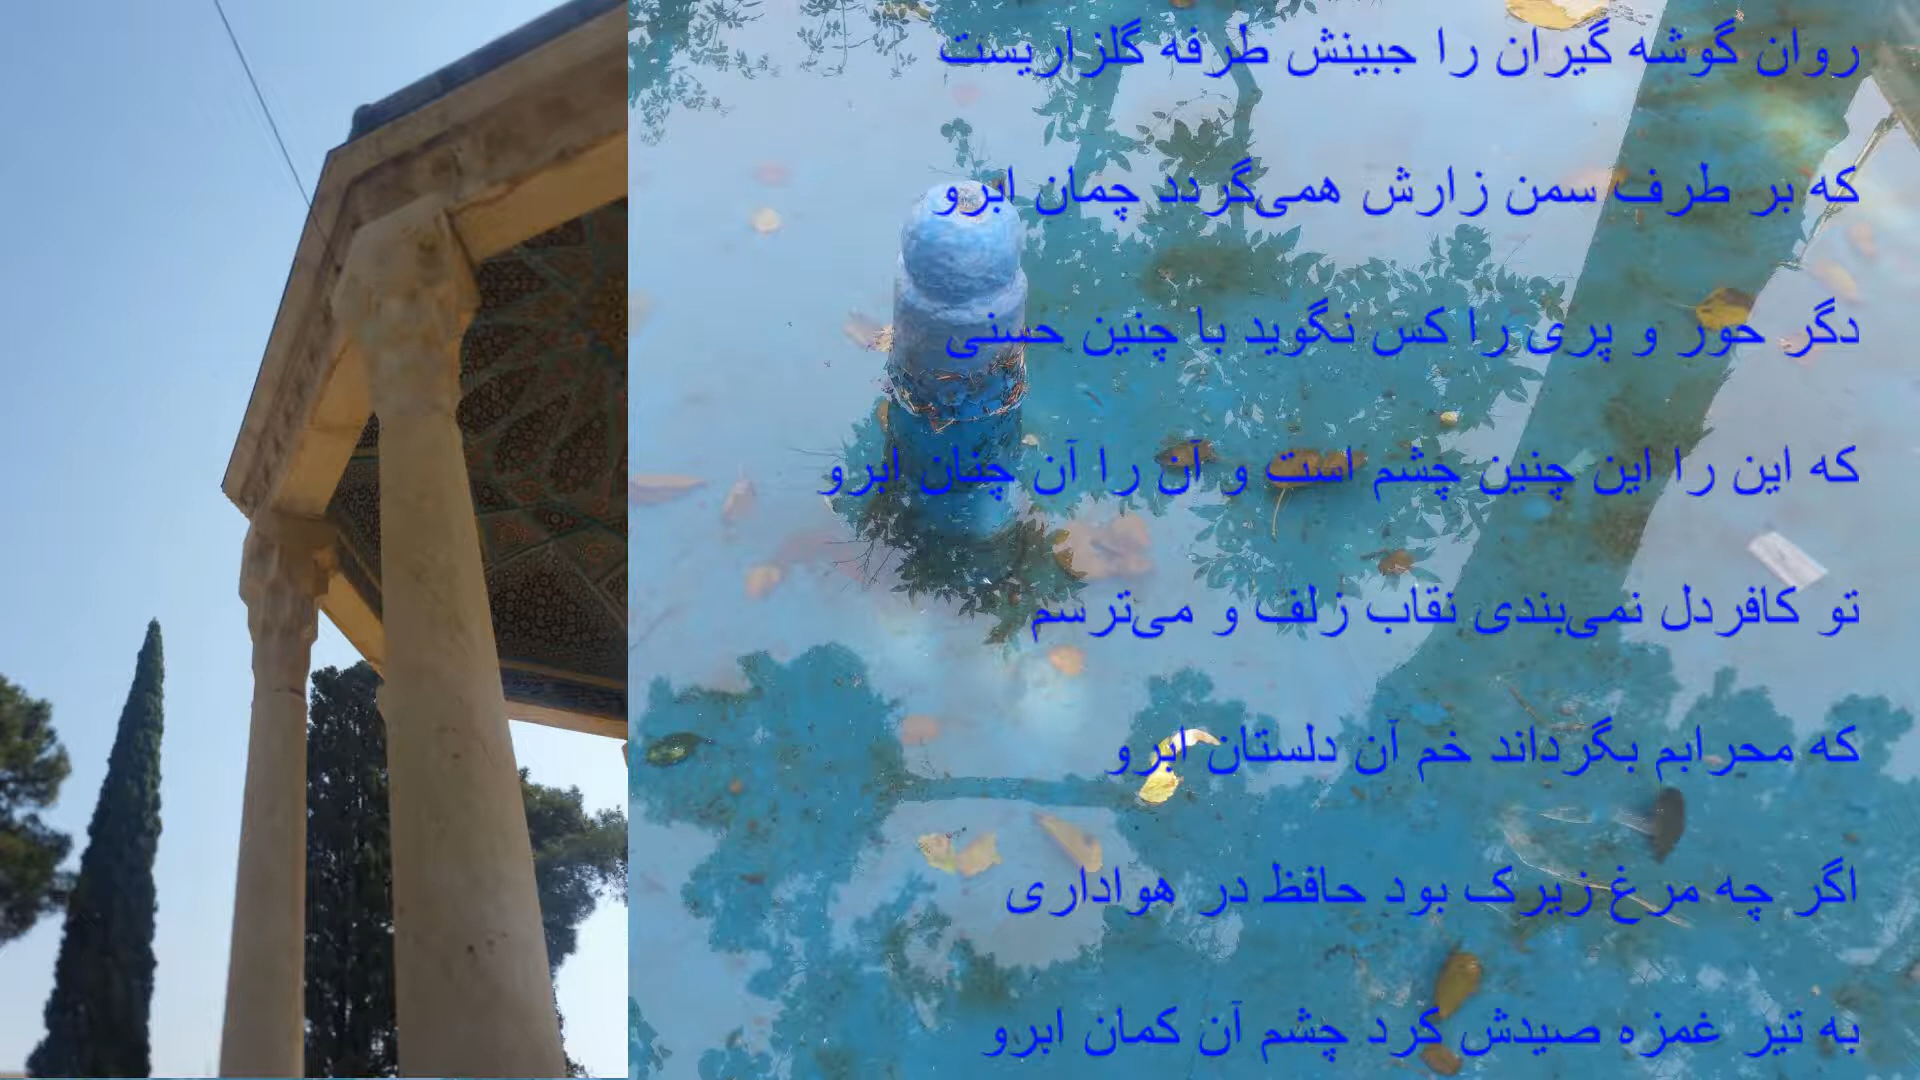 روان گوشه گیران را جبینش طرفه گلزاریست
که بر طرف سمن زارش همی‌گردد چمان ابرو
دگر حور و پری را کس نگوید با چنین حسنی
که این را این چنین چشم است و آن را آن چنان ابرو
تو کافردل نمی‌بندی نقاب زلف و می‌ترسم
که محرابم بگرداند خم آن دلستان ابرو
اگر چه مرغ زیرک بود حافظ در هواداری
به تیر غمزه صیدش کرد چشم آن کمان ابرو